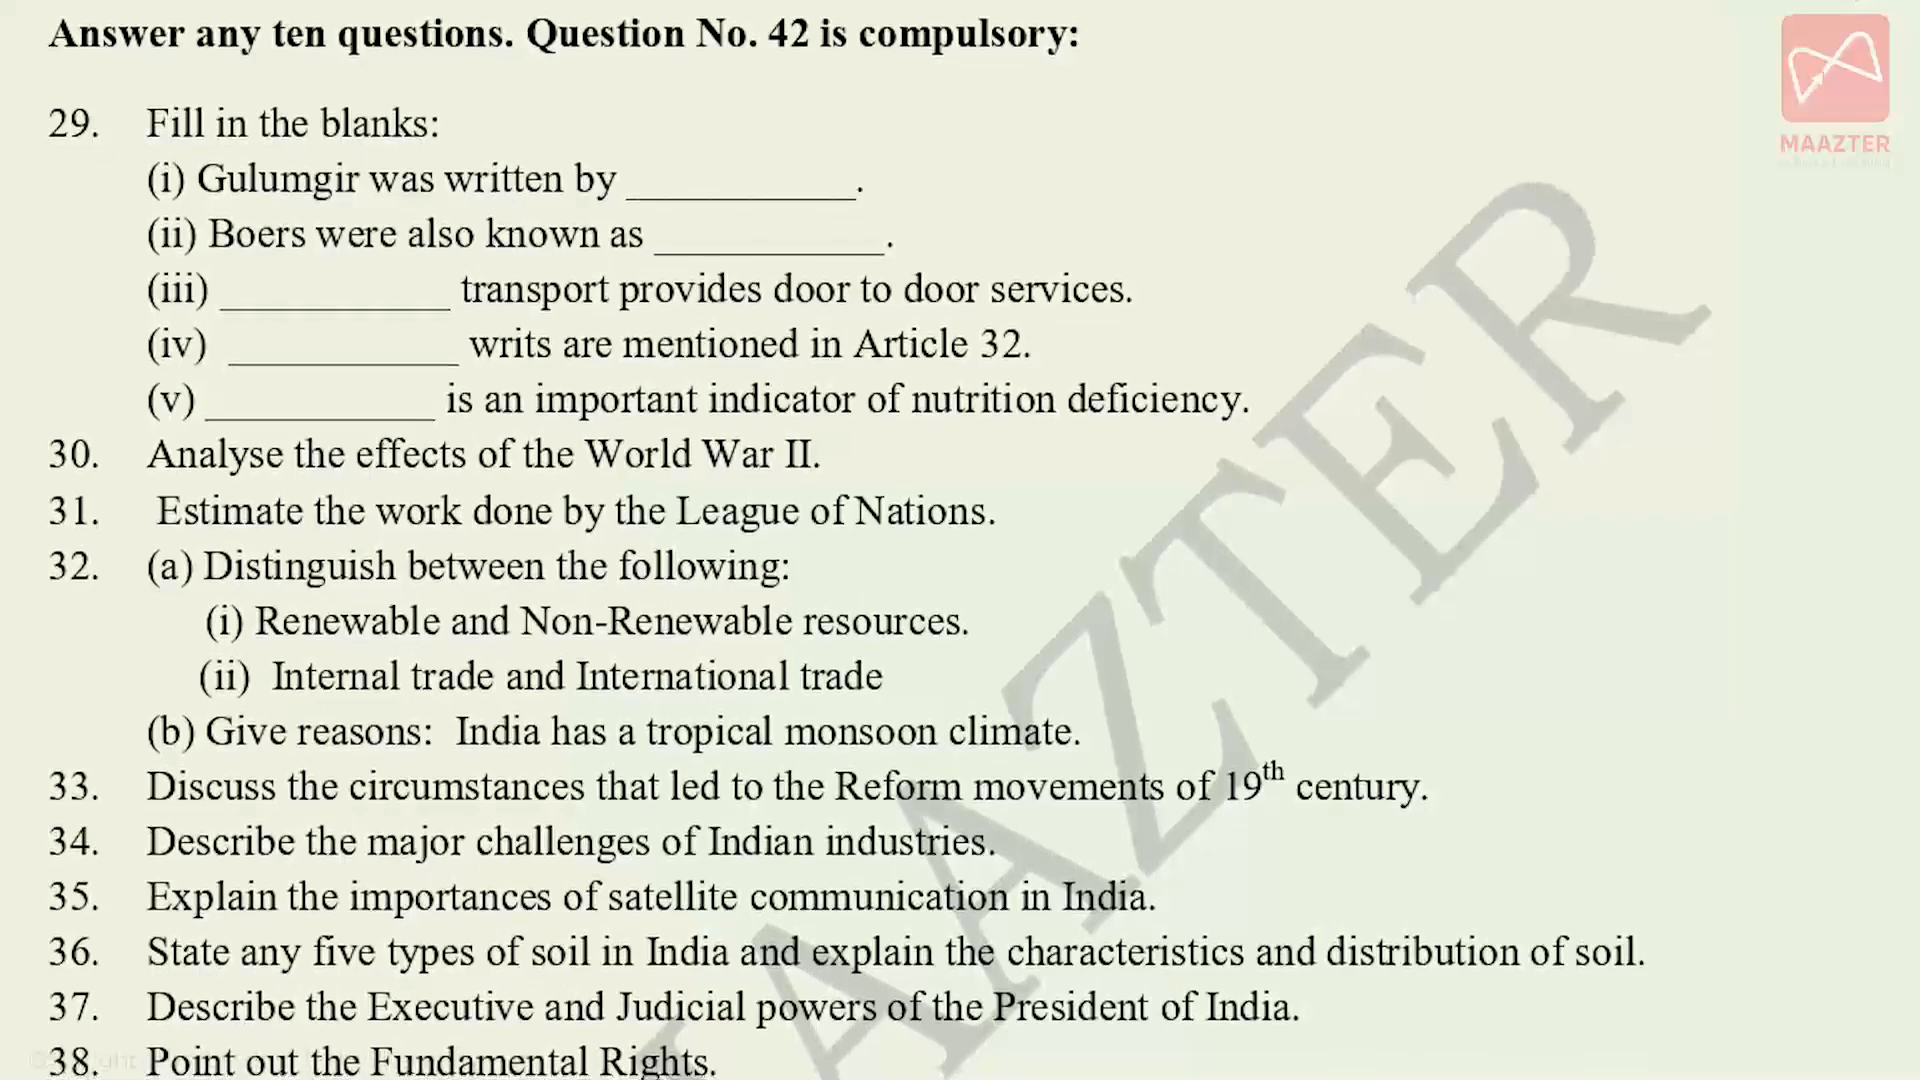 Answer any ten questions. Question No. 42 is compulsory:
MAAZTER
29. Fill in the blanks:
(i) Gulumgir was written by ____________.
(ii) Boers were also known as ____________.
(iii) ____________ transport provides door to door services.
(iv) ____________ writs are mentioned in Article 32.
(v) ____________ is an important indicator of nutrition deficiency.
30. Analyse the effects of the World War II.
31. Estimate the work done by the League of Nations.
32. (a) Distinguish between the following:
(i) Renewable and Non-Renewable resources.
(ii) Internal trade and International trade
(b) Give reasons: India has a tropical monsoon climate.
33. Discuss the circumstances that led to the Reform movements of 19th century.
34. Describe the major challenges of Indian industries.
35. Explain the importances of satellite communication in India.
36. State any five types of soil in India and explain the characteristics and distribution of soil.
37. Describe the Executive and Judicial powers of the President of India.
38. Point out the Fundamental Rights.
MAAZTER